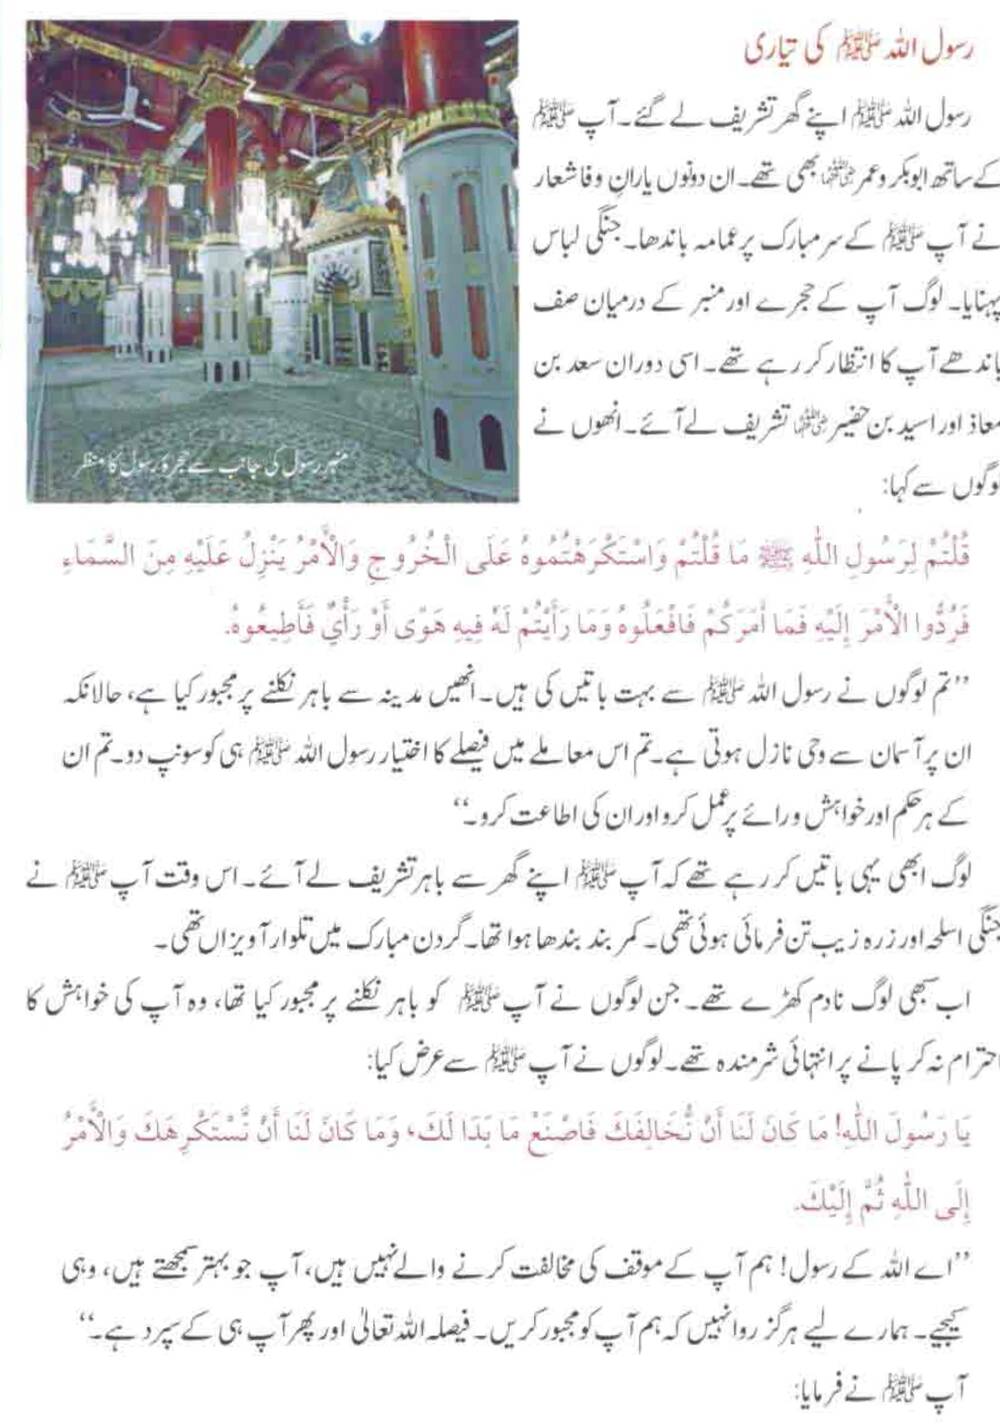 رسول اللہ ﷺ کی تیاری
رسول اللہ ﷺ اپنے گھر تشریف لے گئے۔ آپ ﷺ
کے ساتھ ابوبکر و عمر رضی اللہ عنہما بھی تھے۔ ان دونوں یارانِ وفا شعار
نے آپ ﷺ کے سر مبارک پر عمامہ باندھا۔ جنگی لباس
پہنایا۔ لوگ آپ کے حجرے اور منبر کے درمیان صف
باندھے آپ کا انتظار کر رہے تھے۔ اسی دوران سعد بن
معاذ اور اسید بن حضیر رضی اللہ عنہما تشریف لے آئے۔ انھوں نے
لوگوں سے کہا:
منبر رسول کی جانب سے حجرۂ رسول کا منظر
قُلْتُمْ لِرَسُولِ اللّٰهِ ﷺ مَا قُلْتُمْ وَاسْتَكْرَهْتُمُوهُ عَلَى الْخُرُوجِ وَالْأَمْرُ يَنْزِلُ عَلَيْهِ مِنَ السَّمَاءِ
فَرُدُّوا الْأَمْرَ إِلَيْهِ فَمَا أَمَرَكُمْ فَافْعَلُوهُ وَمَا رَأَيْتُمْ لَهُ فِيهِ هَوًى أَوْ رَأْيٌ فَأَطِيعُوهُ.
”تم لوگوں نے رسول اللہ ﷺ سے بہت باتیں کی ہیں۔ انھیں مدینہ سے باہر نکلنے پر مجبور کیا ہے، حالانکہ
ان پر آسمان سے وحی نازل ہوتی ہے۔ تم اس معاملے میں فیصلے کا اختیار رسول اللہ ﷺ ہی کو سونپ دو۔ تم ان
کے ہر حکم اور خواہش و رائے پر عمل کرو اور ان کی اطاعت کرو۔“
لوگ ابھی یہی باتیں کر رہے تھے کہ آپ ﷺ اپنے گھر سے باہر تشریف لے آئے۔ اس وقت آپ ﷺ نے
جنگی اسلحہ اور زرہ زیب تن فرمائی ہوئی تھی۔ کمر بند بندھا ہوا تھا۔ گردن مبارک میں تلوار آویزاں تھی۔
اب سبھی لوگ نادم کھڑے تھے۔ جن لوگوں نے آپ ﷺ کو باہر نکلنے پر مجبور کیا تھا، وہ آپ کی خواہش کا
احترام نہ کر پانے پر انتہائی شرمندہ تھے۔ لوگوں نے آپ ﷺ سے عرض کیا:
يَا رَسُولَ اللّٰهِ! مَا كَانَ لَنَا أَنْ نُّخَالِفَكَ فَاصْنَعْ مَا بَدَا لَكَ، وَمَا كَانَ لَنَا أَنْ نَّسْتَكْرِهَكَ وَالْأَمْرُ
إِلَى اللّٰهِ ثُمَّ إِلَيْكَ.
”اے اللہ کے رسول! ہم آپ کے موقف کی مخالفت کرنے والے نہیں ہیں، آپ جو بہتر سمجھتے ہیں، وہی
کیجیے۔ ہمارے لیے ہرگز روا نہیں کہ ہم آپ کو مجبور کریں۔ فیصلہ اللہ تعالیٰ اور پھر آپ ہی کے سپرد ہے۔“
آپ ﷺ نے فرمایا: